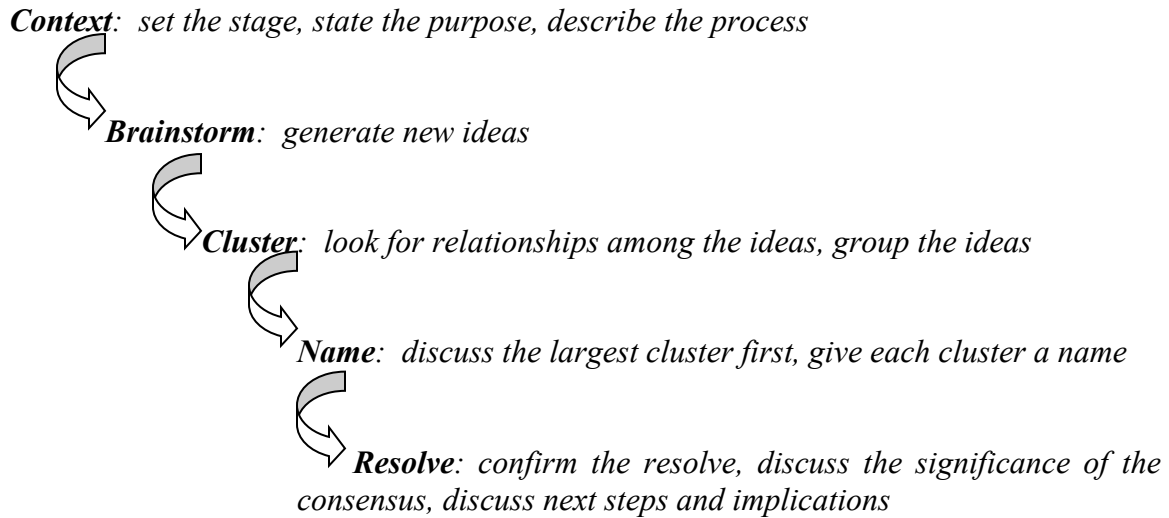 Context: set the stage, state the purpose, describe the process
Brainstorm: generate new ideas
Cluster: look for relationships among the ideas, group the ideas
Name: discuss the largest cluster first, give each cluster a name
Resolve: confirm the resolve, discuss the significance of the
consensus, discuss next steps and implications